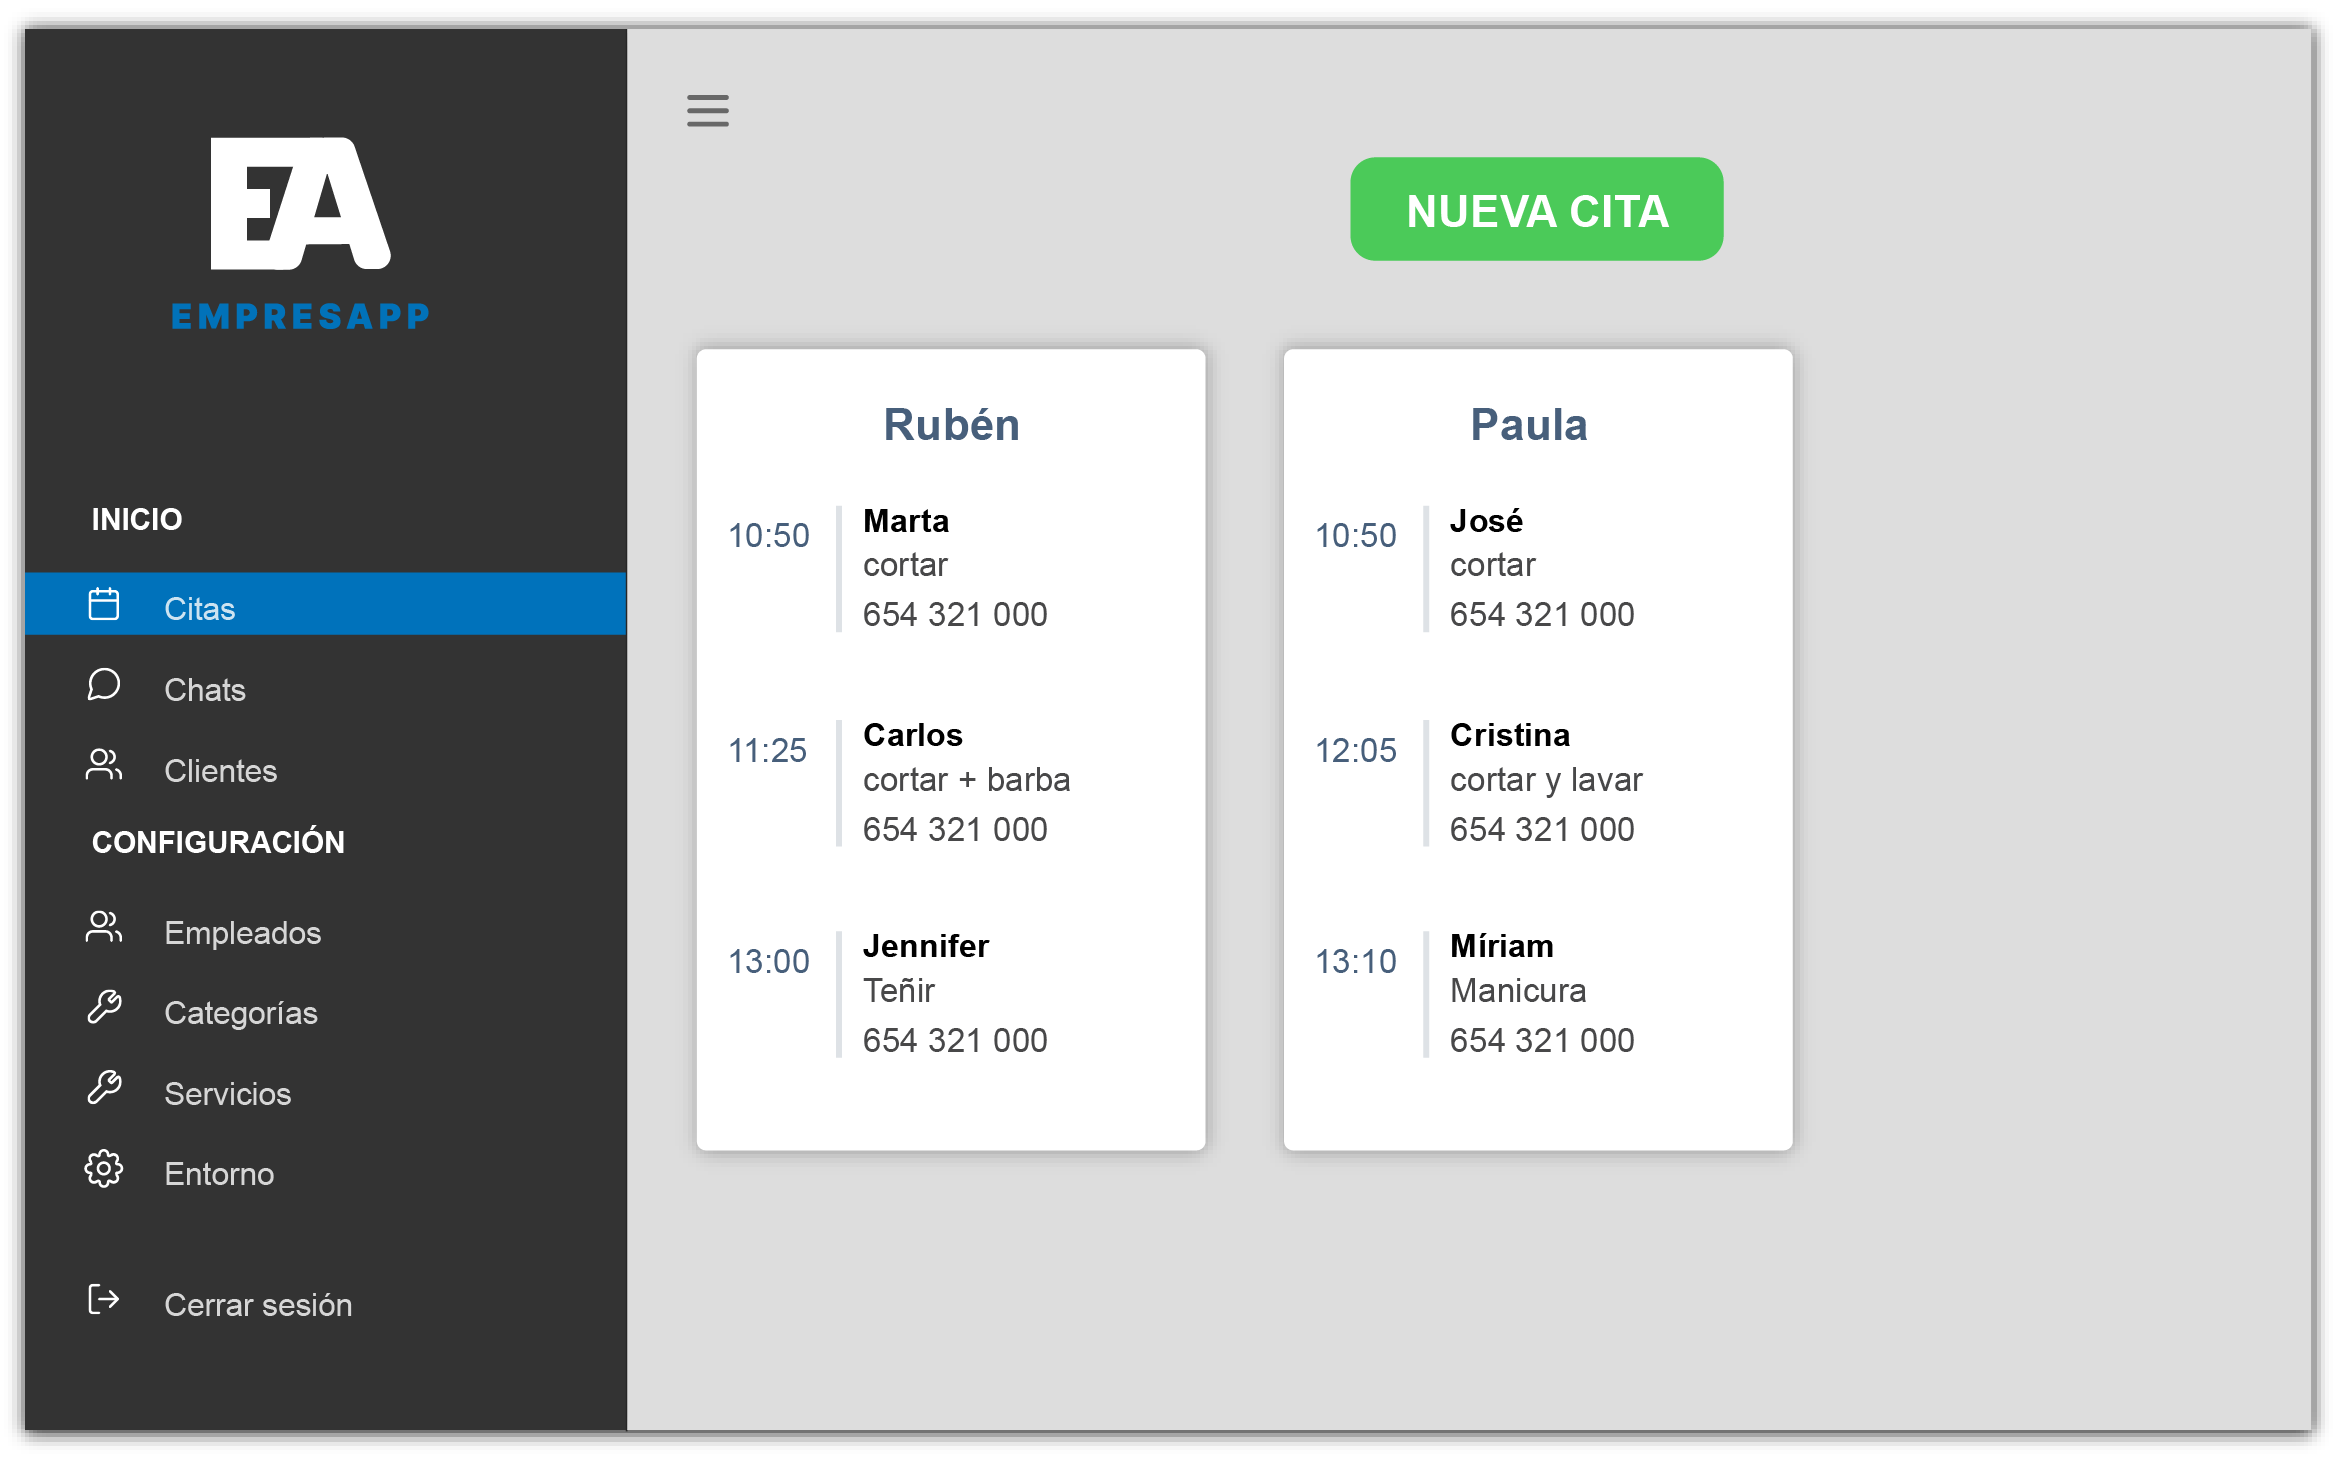 EA
EMPRESAPP
INICIO
Citas
Chats
Clientes
CONFIGURACIÓN
Empleados
Categorías
Servicios
Entorno
Cerrar sesión
NUEVA CITA
Rubén
10:50
Marta
cortar
654 321 000
11:25
Carlos
cortar + barba
654 321 000
13:00
Jennifer
Teñir
654 321 000
Paula
10:50
José
cortar
654 321 000
12:05
Cristina
cortar y lavar
654 321 000
13:10
Míriam
Manicura
654 321 000